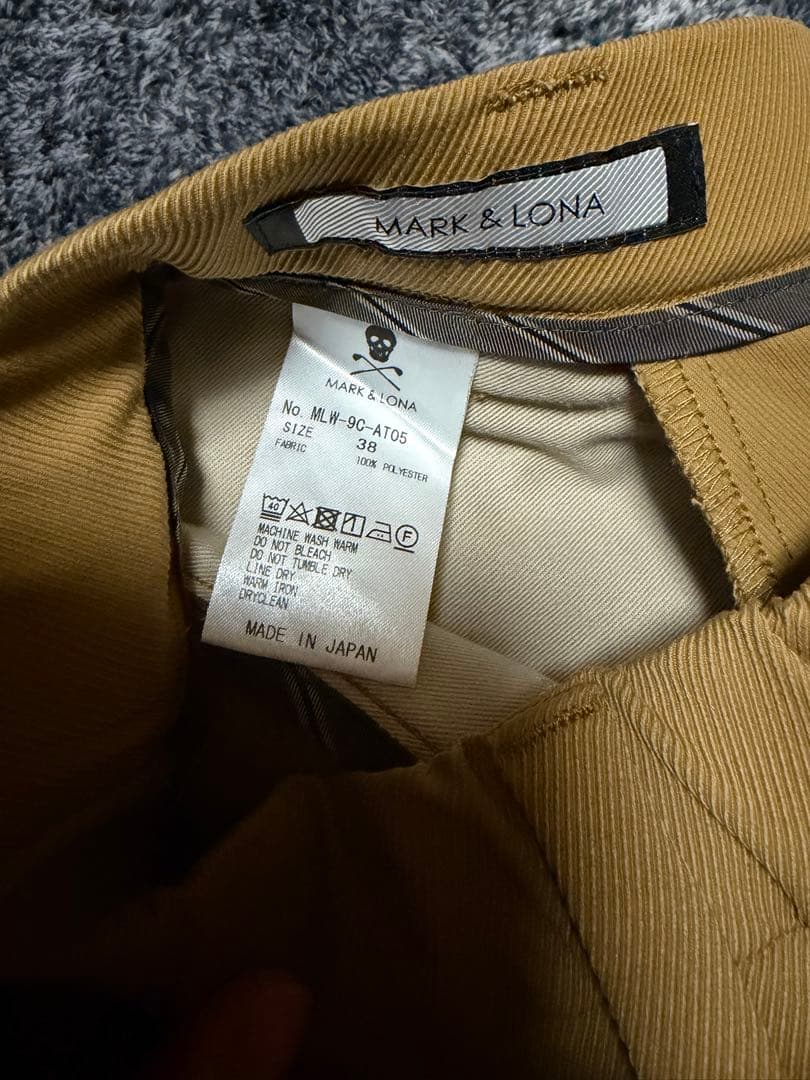 MARK & LONA
MARK & LONA
No. MLW-9C-AT05
SIZE 38
FABRIC 100% POLYESTER
40 F
MACHINE WASH WARM
DO NOT BLEACH
DO NOT TUMBLE DRY
LINE DRY
WARM IRON
DRYCLEAN
MADE IN JAPAN